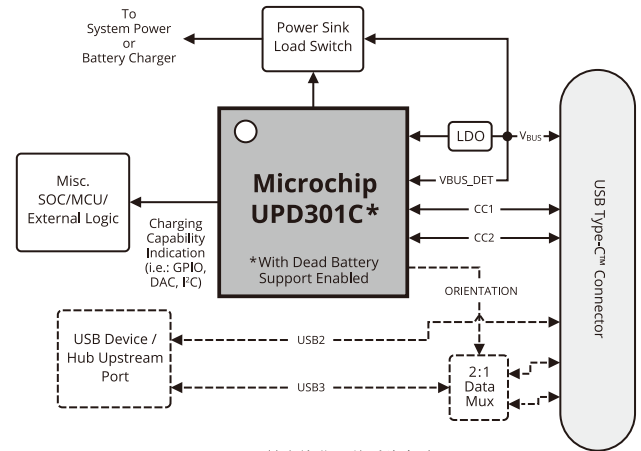 To
System Power
or
Battery Charger
Power Sink
Load Switch
LDO
VBUS
VBUS_DET
Misc.
SOC/MCU/
External Logic
Microchip
UPD301C*
*With Dead Battery
Support Enabled
CC1
CC2
Charging
Capability
Indication
(i.e.: GPIO,
DAC, I²C)
ORIENTATION
USB Type-C™ Connector
USB Device /
Hub Upstream
Port
USB2
USB3
2:1
Data
Mux